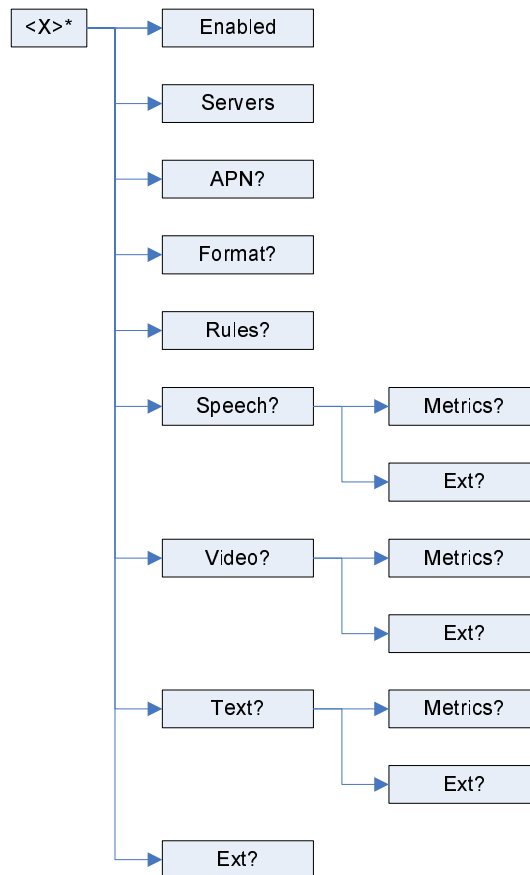 <X>*
Enabled
Servers
APN?
Format?
Rules?
Speech?
Metrics?
Ext?
Video?
Metrics?
Ext?
Text?
Metrics?
Ext?
Ext?